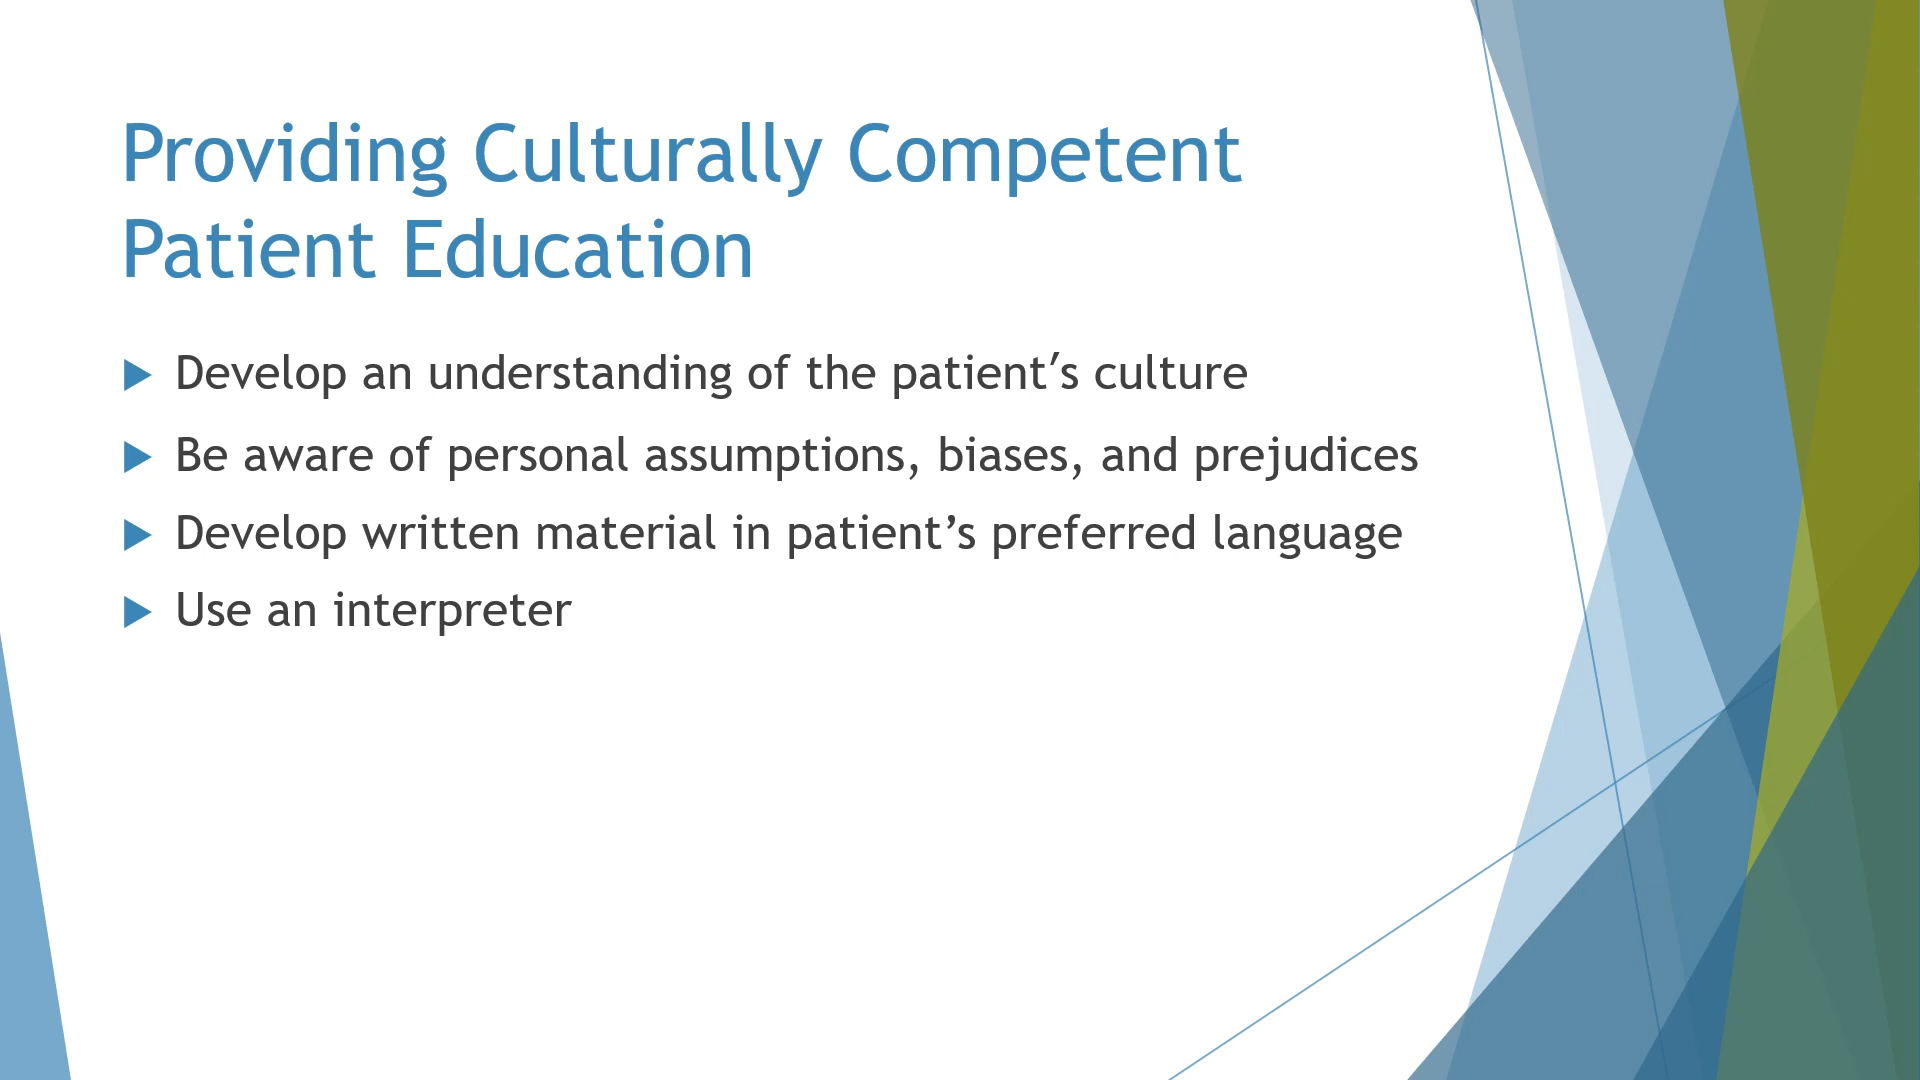 Providing Culturally Competent
Patient Education
Develop an understanding of the patient’s culture
Be aware of personal assumptions, biases, and prejudices
Develop written material in patient’s preferred language
Use an interpreter